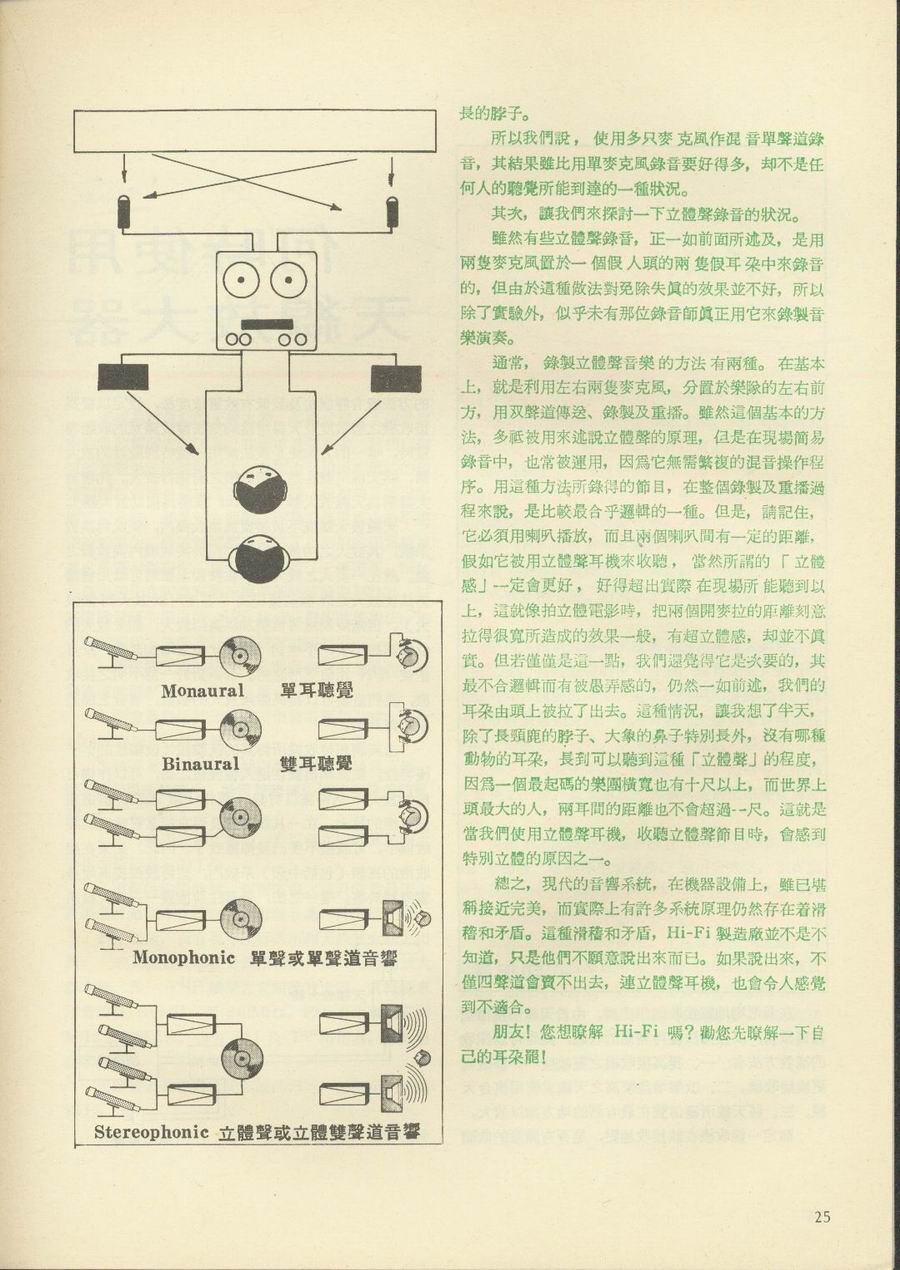 Monaural 單耳聽覺
Binaural 雙耳聽覺
Monophonic 單聲或單聲道音響
Stereophonic 立體聲或立體雙聲道音響
長的脖子。
所以我們說，使用多只麥克風作混音單聲道錄
音，其結果雖比用單麥克風錄音要好得多，却不是任
何人的聽覺所能到達的一種狀況。
其次，讓我們來探討一下立體聲錄音的狀況。
雖然有些立體聲錄音，正一如前面所述及，是用
兩隻麥克風置於一個假人頭的兩隻假耳朶中來錄音
的，但由於這種做法對免除失眞的效果並不好，所以
除了實驗外，似乎未有那位錄音師眞正用它來錄製音
樂演奏。
通常，錄製立體聲音樂的方法有兩種。在基本
上，就是利用左右兩隻麥克風，分置於樂隊的左右前
方，用双聲道傳送、錄製及重播。雖然這個基本的方
法，多祗被用來述說立體聲的原理，但是在現場簡易
錄音中，也常被運用，因爲它無需繁複的混音操作程
序。用這種方法所錄得的節目，在整個錄製及重播過
程來說，是比較最合乎邏輯的一種。但是，請記住，
它必須用喇叭播放，而且兩個喇叭間有一定的距離，
假如它被用立體聲耳機來收聽，當然所謂的「立體
感」一定會更好，好得超出實際在現場所能聽到以
上，這就像拍立體電影時，把兩個開麥拉的距離刻意
拉得很寬所造成的效果一般，有超立體感，却並不眞
實。但若僅僅是這一點，我們還覺得它是次要的，其
最不合邏輯而有被愚弄感的，仍然一如前述，我們的
耳朶由頭上被拉了出去。這種情況，讓我想了半天，
除了長頸鹿的脖子、大象的鼻子特別長外，沒有哪種
動物的耳朶，長到可以聽到這種「立體聲」的程度，
因爲一個最起碼的樂團橫寬也有十尺以上，而世界上
頭最大的人，兩耳間的距離也不會超過一尺。這就是
當我們使用立體聲耳機，收聽立體聲節目時，會感到
特別立體的原因之一。
總之，現代的音響系統，在機器設備上，雖已堪
稱接近完美，而實際上有許多系統原理仍然存在着滑
稽和矛盾。這種滑稽和矛盾，Hi-Fi 製造廠並不是不
知道，只是他們不願意說出來而已。如果說出來，不
僅四聲道會賣不出去，連立體聲耳機，也會令人感覺
到不適合。
朋友！您想瞭解 Hi-Fi 嗎？勸您先瞭解一下自
己的耳朶罷！
25